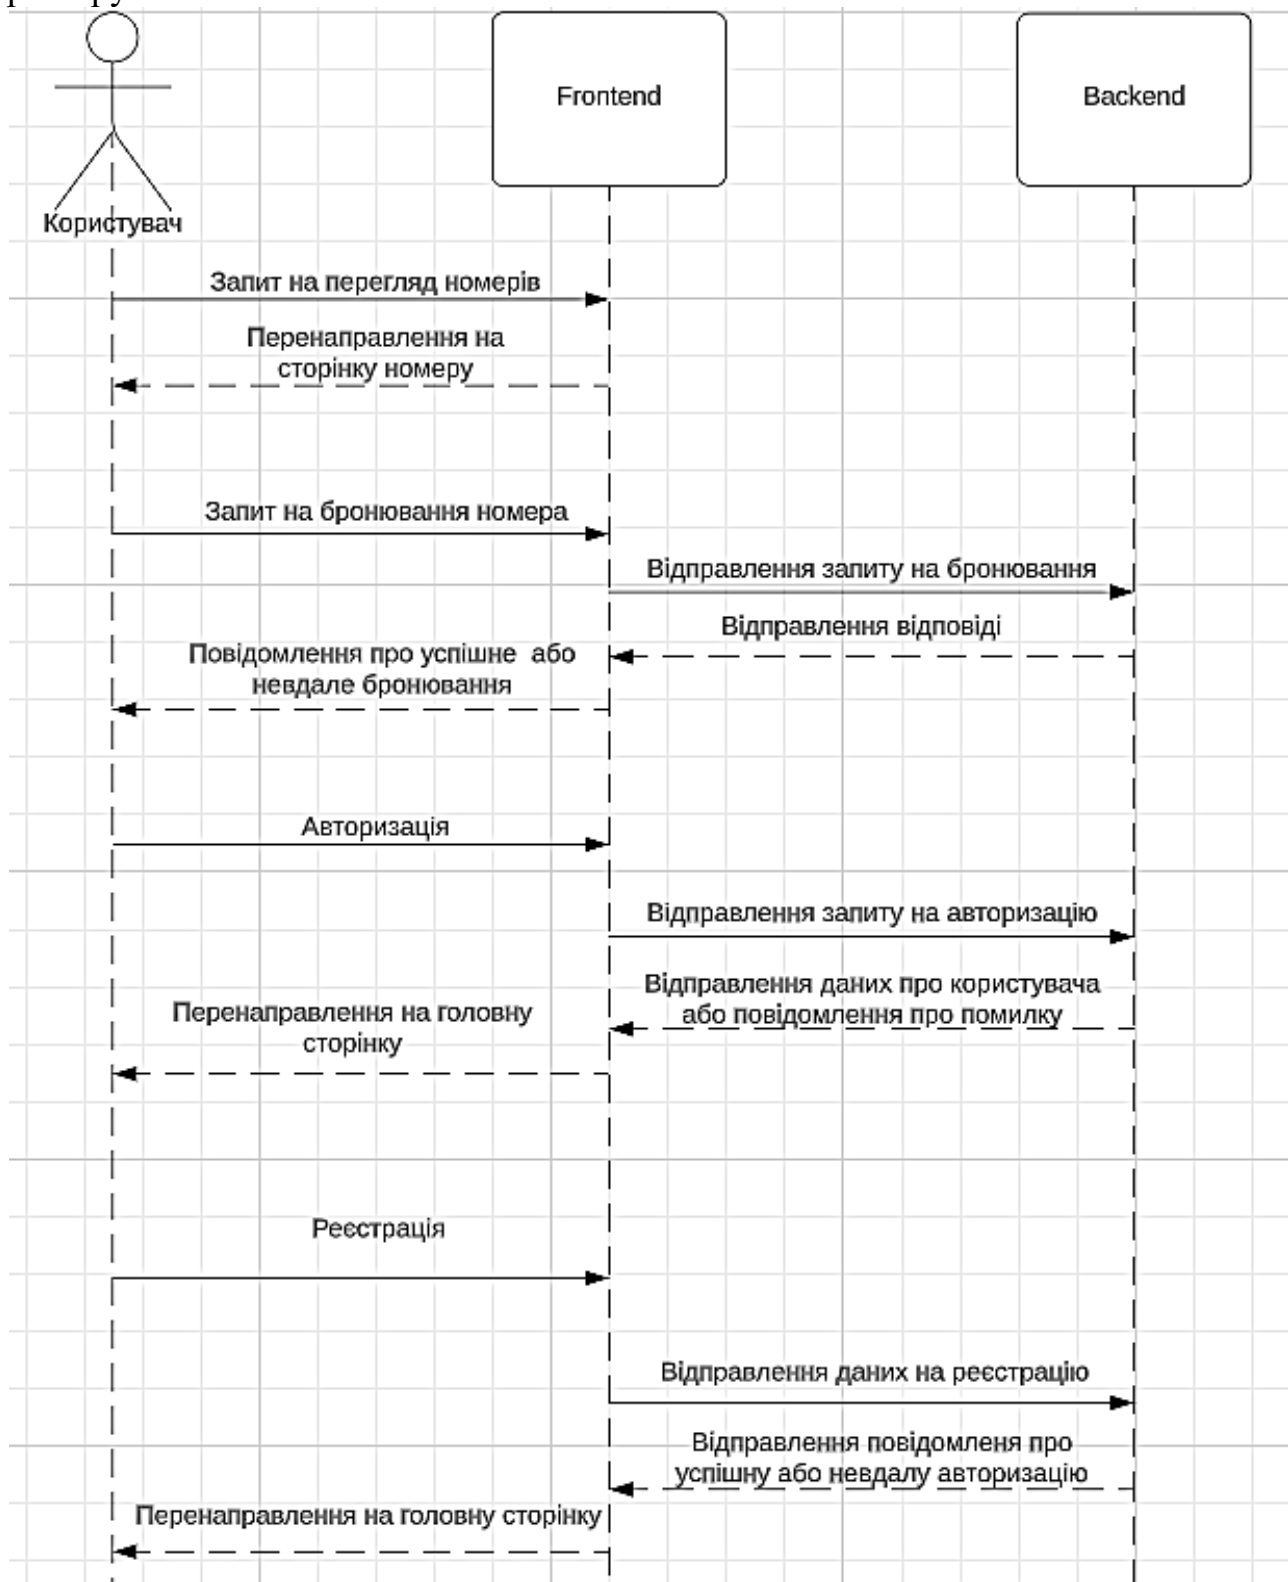 Frontend
Backend
Користувач
Запит на перегляд номерів
Перенаправлення на
сторінку номеру
Запит на бронювання номера
Відправлення запиту на бронювання
Відправлення відповіді
Повідомлення про успішне або
невдале бронювання
Авторизація
Відправлення запиту на авторизацію
Відправлення даних про користувача
або повідомлення про помилку
Перенаправлення на головну
сторінку
Реєстрація
Відправлення даних на реєстрацію
Відправлення повідомленя про
успішну або невдалу авторизацію
Перенаправлення на головну сторінку